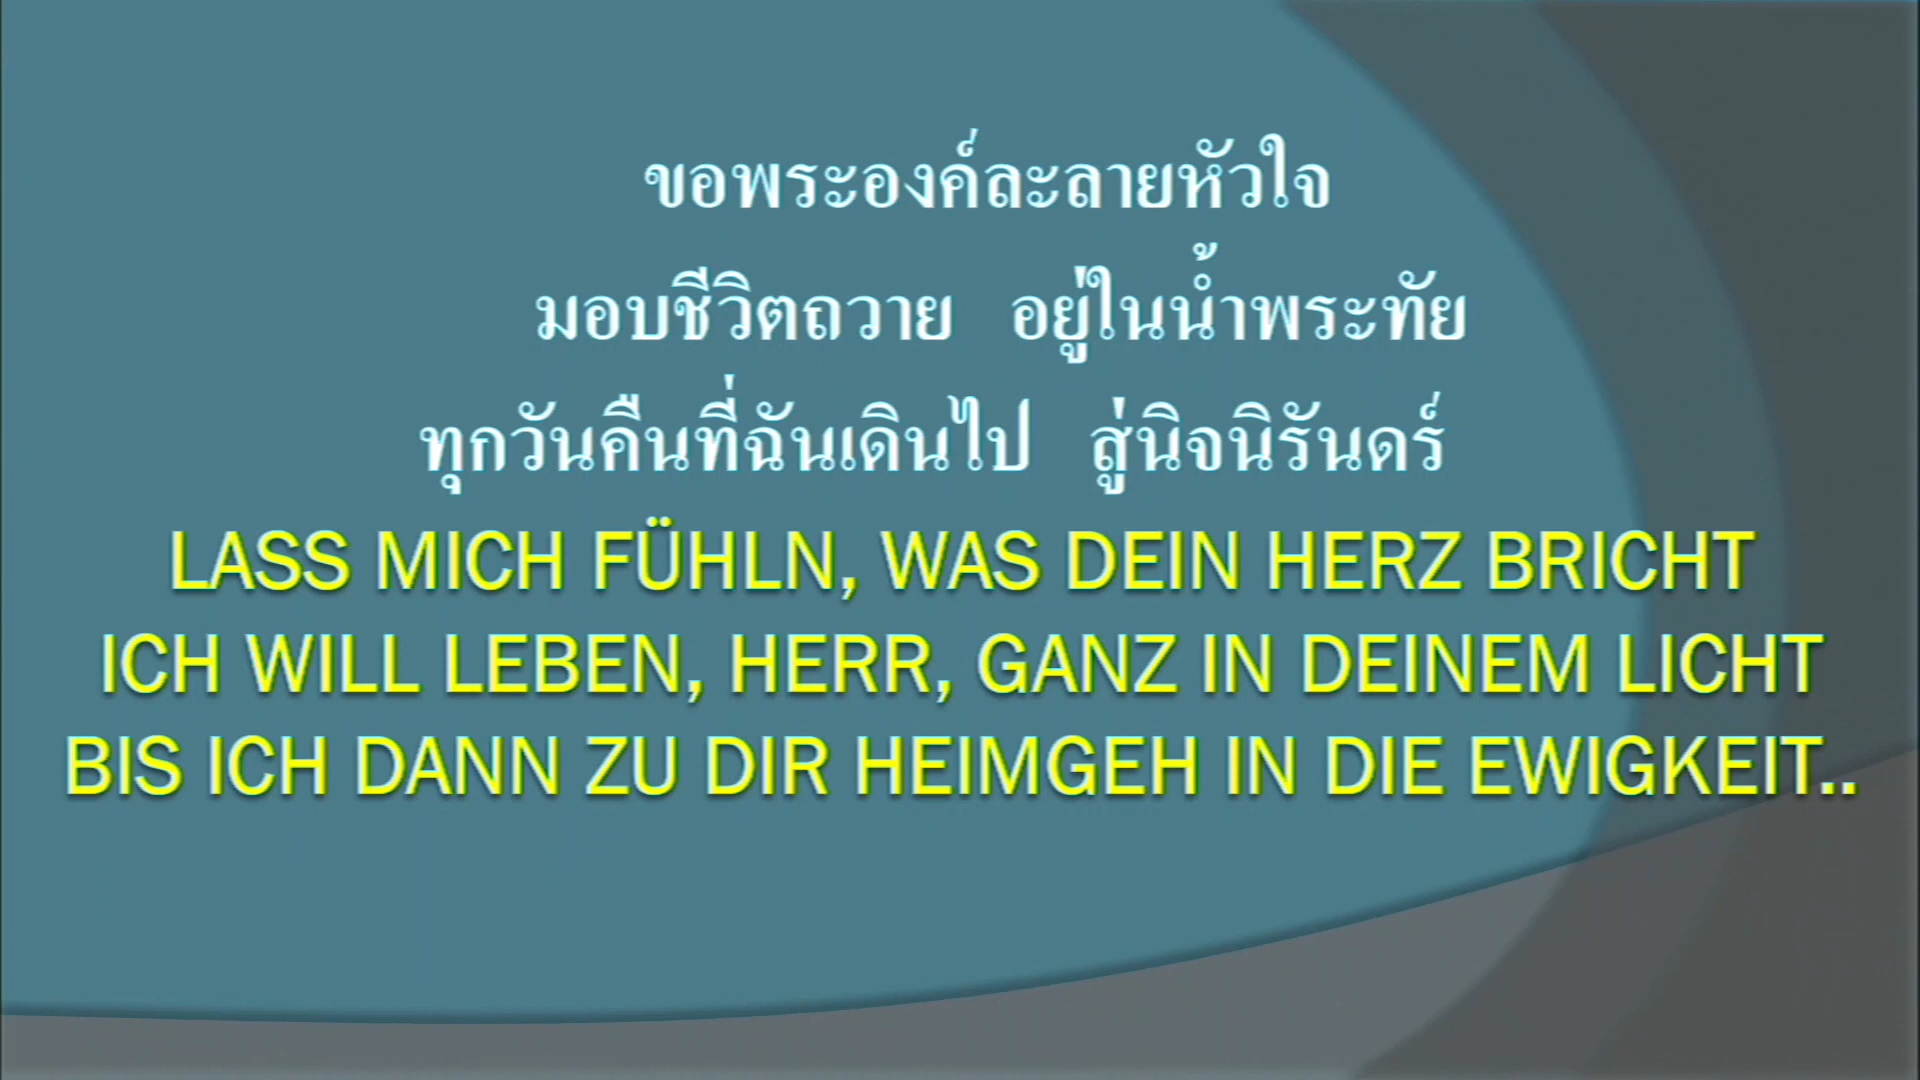 ขอพระองค์ละลายหัวใจ
มอบชีวิตถวาย อยู่ในน้ำพระทัย
ทุกวันคืนที่ฉันเดินไป สู่นิจนิรันดร์
LASS MICH FÜHLN, WAS DEIN HERZ BRICHT
ICH WILL LEBEN, HERR, GANZ IN DEINEM LICHT
BIS ICH DANN ZU DIR HEIMGEH IN DIE EWIGKEIT..